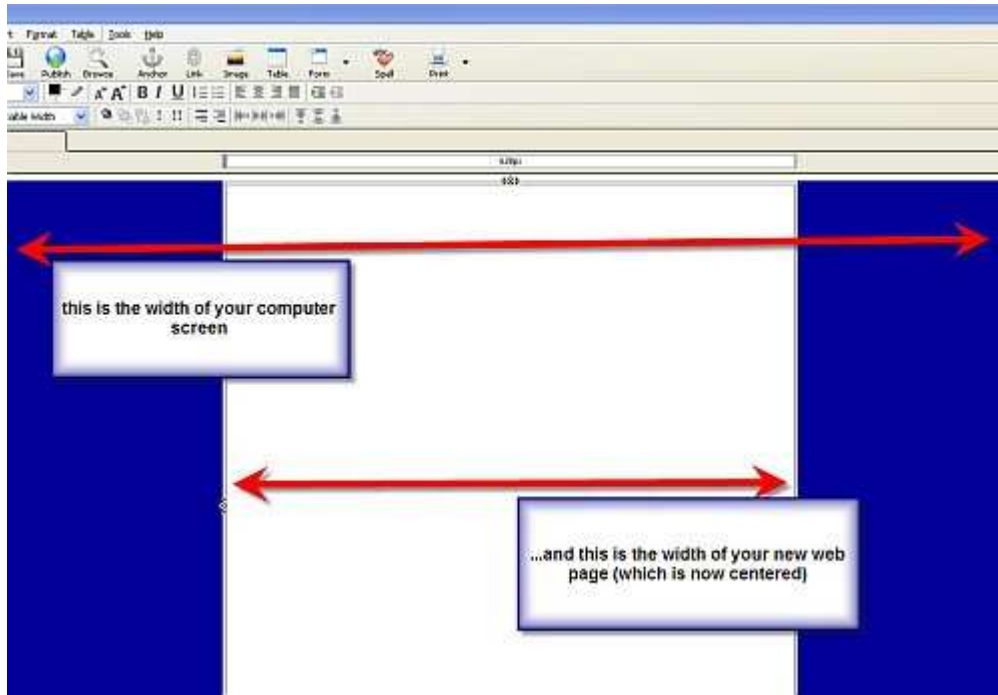 Format Table Tools Help
Publish Browse Anchor Link Image Table Form Spell Print
B I U
this is the width of your computer
screen
...and this is the width of your new web
page (which is now centered)